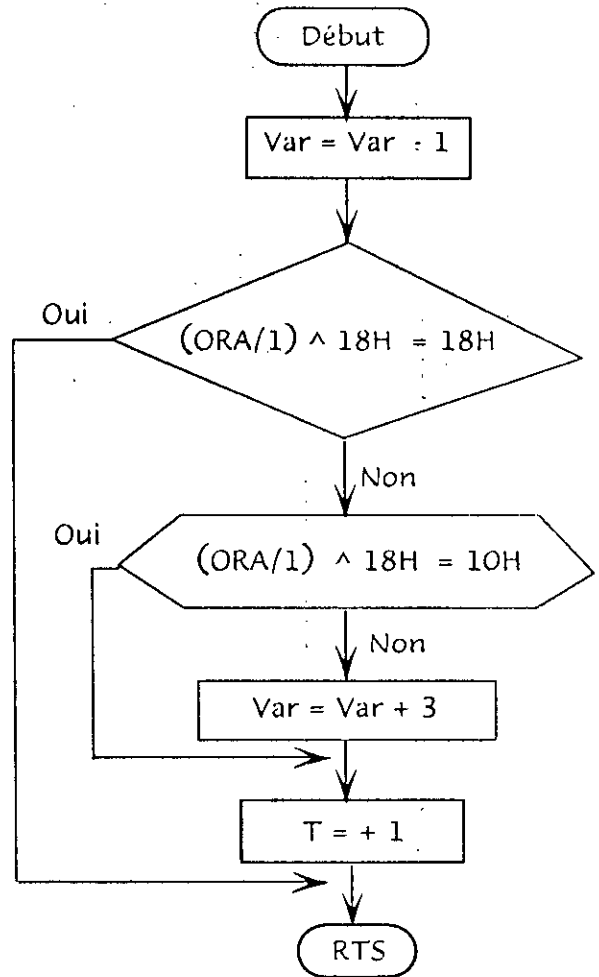 Début
Var = Var - 1
Oui
(ORA/1) ∧ 18H = 18H
Non
Oui
(ORA/1) ∧ 18H = 10H
Non
Var = Var + 3
T = + 1
RTS